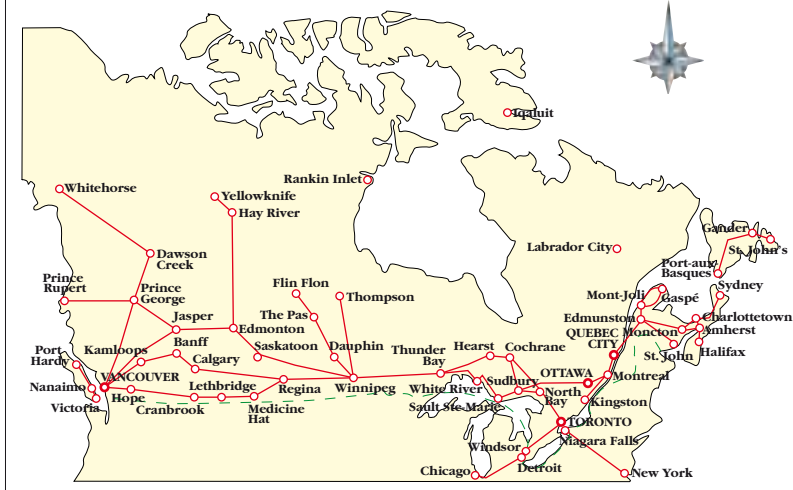 Iqaluit
Rankin Inlet
Whitehorse
Yellowknife
Hay River
Gander
St. John's
Labrador City
Dawson
Creek
Port-aux
Basques
Prince
Rupert
Prince
George
Flin Flon
Thompson
Sydney
Mont-Joli
Gaspé
The Pas
Jasper
Edmonton
Edmunston
Charlottetown
Moncton
Amherst
QUEBEC
CITY
St. John
Halifax
Port
Hardy
Kamloops
Banff
Saskatoon
Dauphin
Thunder
Bay
Hearst
Cochrane
Calgary
VANCOUVER
Nanaimo
Victoria
Hope
Cranbrook
Lethbridge
Medicine
Hat
Regina
Winnipeg
White River
Sudbury
OTTAWA
Montreal
Sault Ste-Marie
North
Bay
Kingston
TORONTO
Niagara Falls
Windsor
Detroit
Chicago
New York